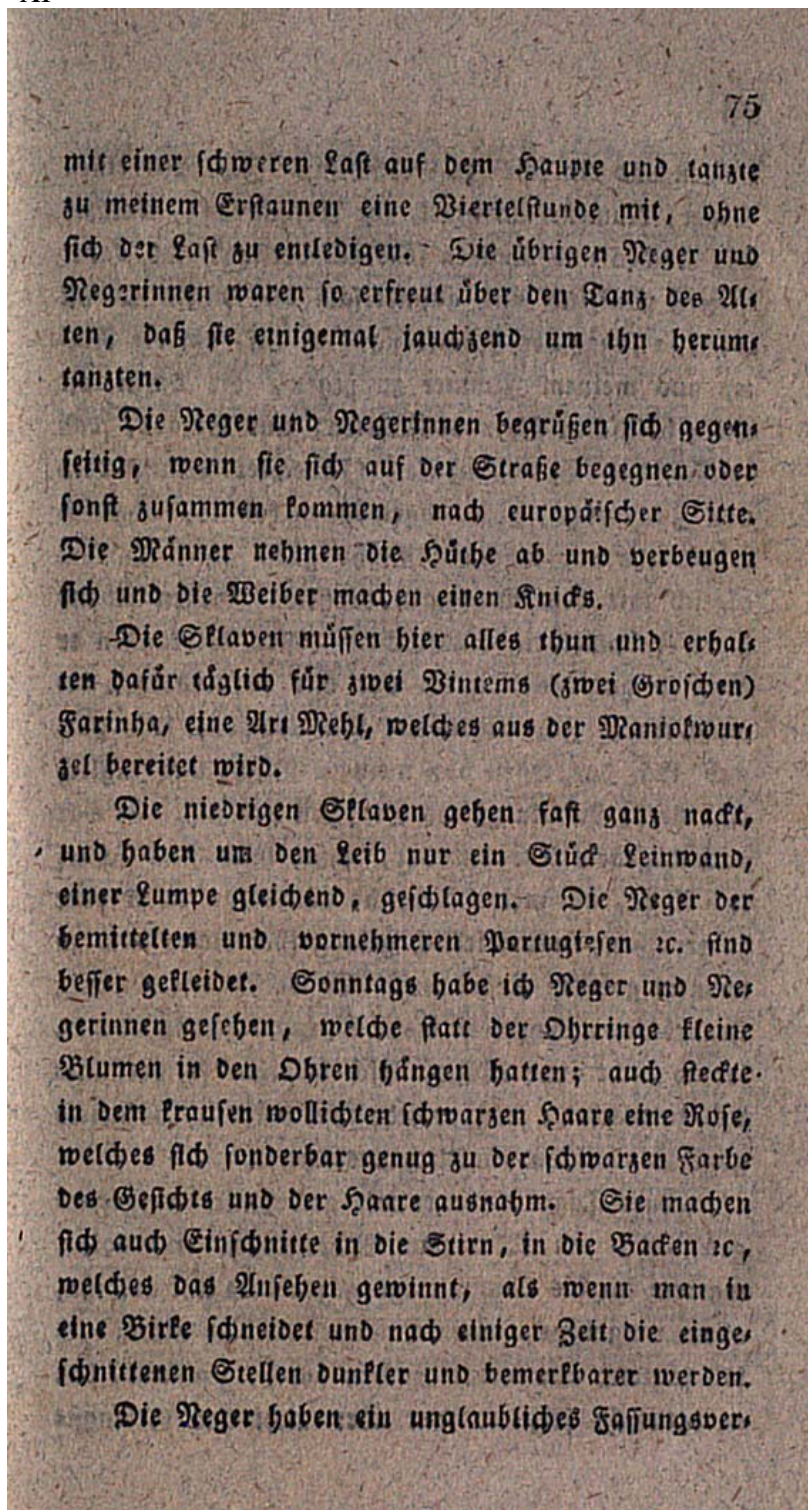 75
mit einer schweren Last auf dem Haupte und tanzte
zu meinem Erstaunen eine Viertelstunde mit, ohne
sich der Last zu entledigen. Die übrigen Neger und
Negerinnen waren so erfreut über den Tanz des Al-
ten, daß sie einigemal jauchzend um ihn herum-
tanzten.
Die Neger und Negerinnen begrüßen sich gegen-
seitig, wenn sie sich auf der Straße begegnen oder
sonst zusammen kommen, nach europäischer Sitte.
Die Männer nehmen die Hüthe ab und verbeugen
sich und die Weiber machen einen Knicks.
Die Sklaven müssen hier alles thun und erhal-
ten dafür täglich für zwei Vintems (zwei Groschen)
Farinha, eine Art Mehl, welches aus der Maniokwur-
zel bereitet wird.
Die niedrigen Sklaven gehen fast ganz nackt,
und haben um den Leib nur ein Stück Leinwand,
einer Lumpe gleichend, geschlagen. Die Neger der
bemittelten und vornehmeren Portugiesen ꝛc. sind
besser gekleidet. Sonntags habe ich Neger und Ne-
gerinnen gesehen, welche statt der Ohrringe kleine
Blumen in den Ohren hängen hatten; auch steckte
in dem krausen wollichten schwarzen Haare eine Rose,
welches sich sonderbar genug zu der schwarzen Farbe
des Gesichts und der Haare ausnahm. Sie machen
sich auch Einschnitte in die Stirn, in die Backen ꝛc,
welches das Ansehen gewinnt, als wenn man in
eine Birke schneidet und nach einiger Zeit die einge-
schnittenen Stellen dunkler und bemerkbarer werden.
Die Neger haben ein unglaubliches Fassungsver-